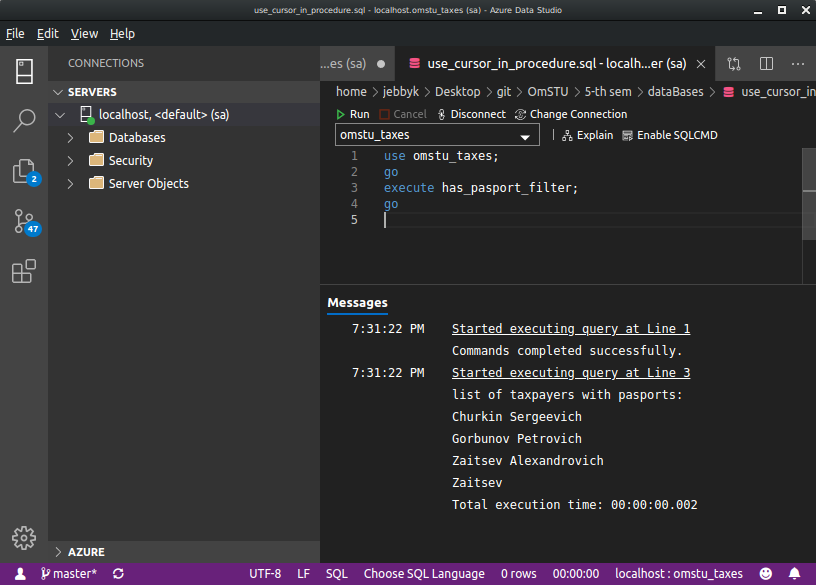 use_cursor_in_procedure.sql - localhost.omstu_taxes (sa) - Azure Data Studio
File Edit View Help
CONNECTIONS
...es (sa)
use_cursor_in_procedure.sql - localh...er (sa)
SERVERS
home > jebbyk > Desktop > git > OmSTU > 5-th sem > dataBases > use_cursor_in
localhost, <default> (sa)
Run Cancel Disconnect Change Connection
Databases
omstu_taxes
Explain Enable SQLCMD
Security
Server Objects
1 use omstu_taxes;
2 go
3 execute has_pasport_filter;
4 go
5
2
47
Messages
7:31:22 PM Started executing query at Line 1
Commands completed successfully.
7:31:22 PM Started executing query at Line 3
list of taxpayers with pasports:
Churkin Sergeevich
Gorbunov Petrovich
Zaitsev Alexandrovich
Zaitsev
Total execution time: 00:00:00.002
AZURE
master* UTF-8 LF SQL Choose SQL Language 0 rows 00:00:00 localhost : omstu_taxes